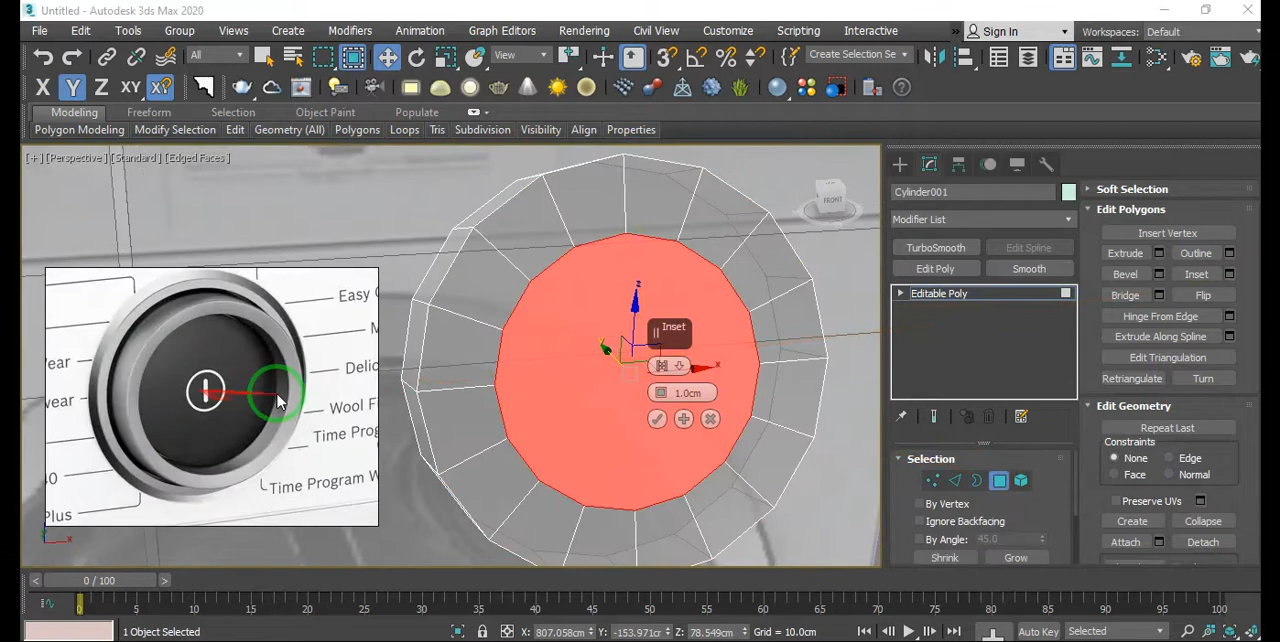 Untitled - Autodesk 3ds Max 2020
File Edit Tools Group Views Create Modifiers Animation Graph Editors Rendering Civil View Customize Scripting Interactive Sign In Workspaces: Default
All View Create Selection Se
X Y Z XY
Modeling Freeform Selection Object Paint Populate
Polygon Modeling Modify Selection Edit Geometry (All) Polygons Loops Tris Subdivision Visibility Align Properties
[+] [Perspective] [Standard] [Edged Faces]
FRONT
Easy
Delic
Wool F
Time Prog
Time Program W
wear
Plus
z
x
Inset
1.0cm
Cylinder001
Modifier List
TurboSmooth Edit Spline
Edit Poly Smooth
Editable Poly
Selection
By Vertex
Ignore Backfacing
By Angle: 45.0
Shrink Grow
Soft Selection
Edit Polygons
Insert Vertex
Extrude Outline
Bevel Inset
Bridge Flip
Hinge From Edge
Extrude Along Spline
Edit Triangulation
Retriangulate Turn
Edit Geometry
Repeat Last
Constraints
None Edge
Face Normal
Preserve UVs
Create Collapse
Attach Detach
0 / 100
0 5 10 15 20 25 30 35 40 45 50 55 60 65 70 75 80 85 90 95 100
1 Object Selected X: 807.058cm Y: -153.971cm Z: 78.549cm Grid = 10.0cm Auto Key Selected